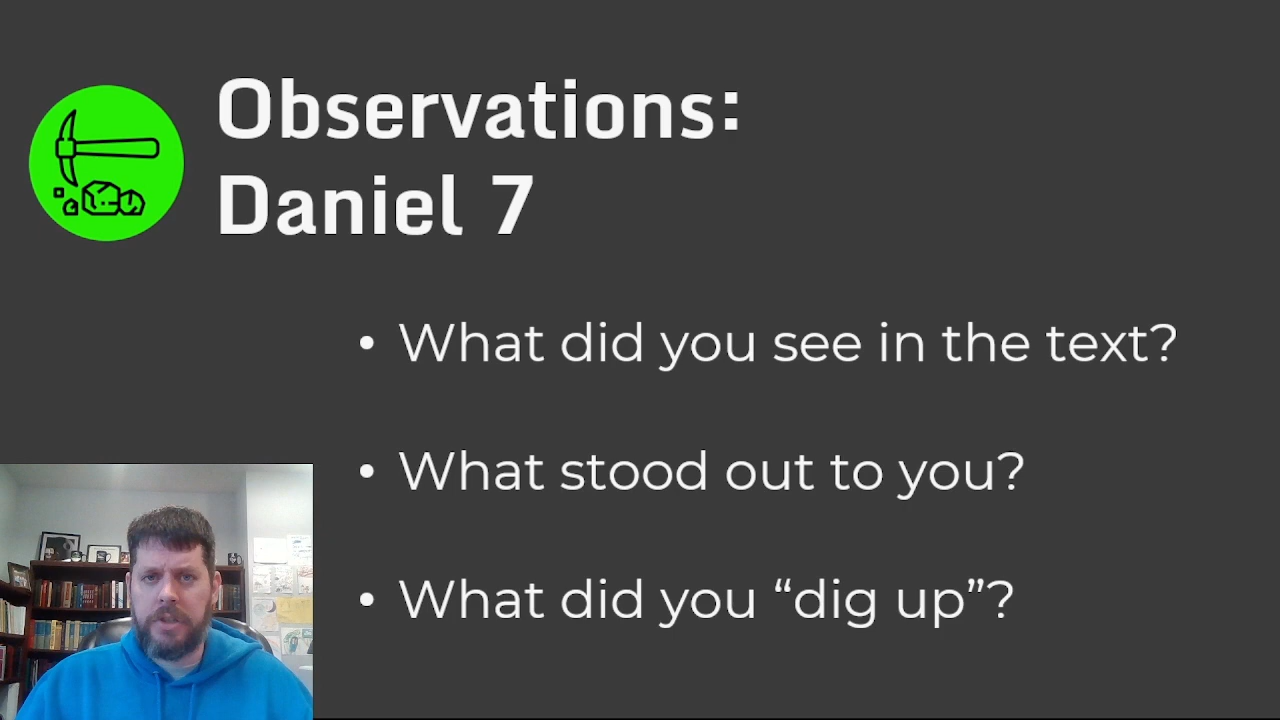 Observations:
Daniel 7
• What did you see in the text?
• What stood out to you?
• What did you “dig up”?